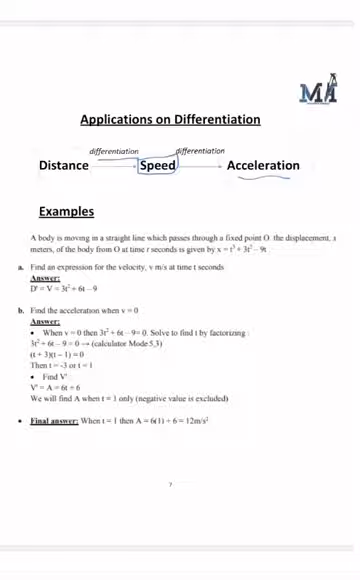 MA
Applications on Differentiation
differentiation differentiation
Distance Speed Acceleration
Examples
A body is moving in a straight line which passes through a fixed point O. the displacement, x
meters, of the body from O at time t seconds is given by x = t³ + 3t² – 9t
a. Find an expression for the velocity, v m/s at time t seconds
Answer:
D' = V = 3t² + 6t – 9
b. Find the acceleration when v = 0
Answer:
• When v = 0 then 3t² + 6t – 9= 0. Solve to find t by factorizing :
3t² + 6t – 9 = 0 → (calculator Mode 5,3)
(t + 3)(t – 1) = 0
Then t = -3 or t = 1
• Find V'
V' = A = 6t + 6
We will find A when t = 1 only (negative value is excluded)
• Final answer: When t = 1 then A = 6(1) + 6 = 12m/s²
7